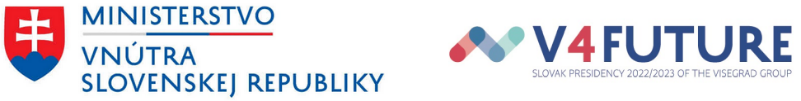 MINISTERSTVO
VNÚTRA
SLOVENSKEJ REPUBLIKY
V4FUTURE
SLOVAK PRESIDENCY 2022/2023 OF THE VISEGRAD GROUP